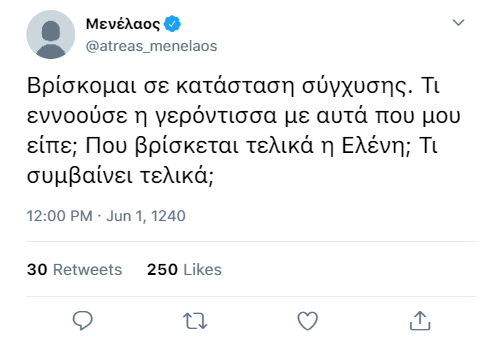 Μενέλαος
@atreas_menelaos
Βρίσκομαι σε κατάσταση σύγχυσης. Τι
εννοούσε η γερόντισσα με αυτά που μου
είπε; Που βρίσκεται τελικά η Ελένη; Τι
συμβαίνει τελικά;
12:00 PM · Jun 1, 1240
30 Retweets 250 Likes